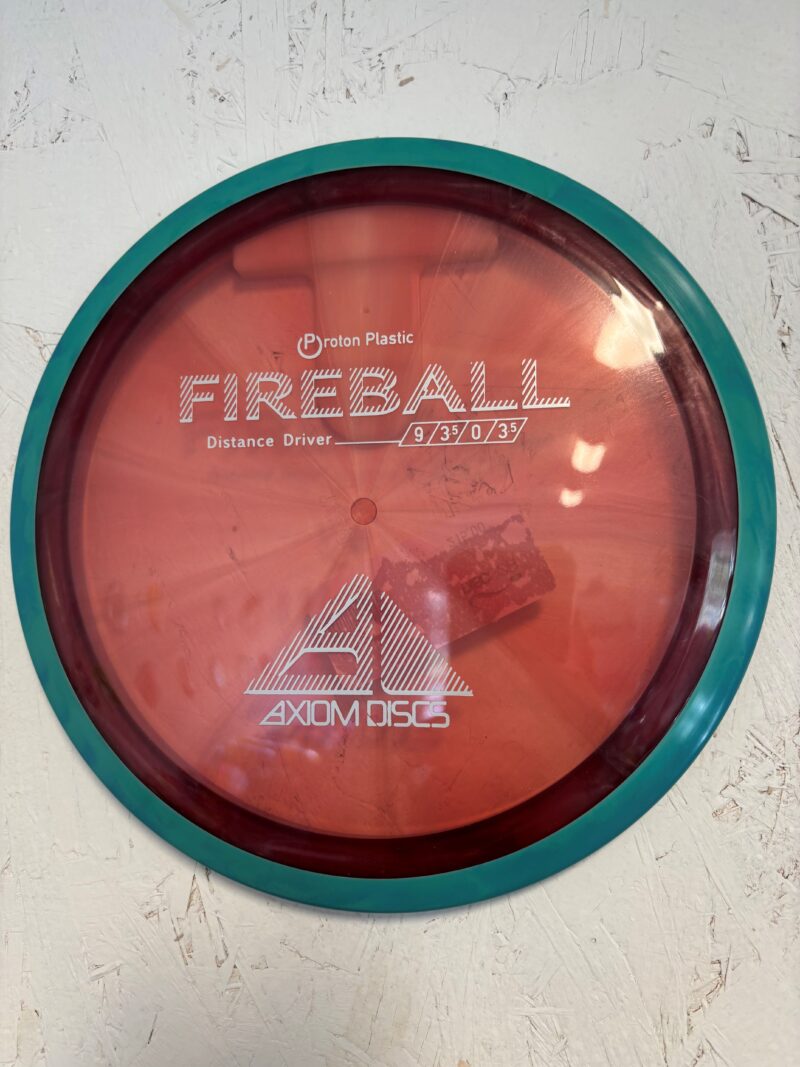 Proton Plastic
FIREBALL
Distance Driver 9/3.5/0/3.5
AXIOM DISCS